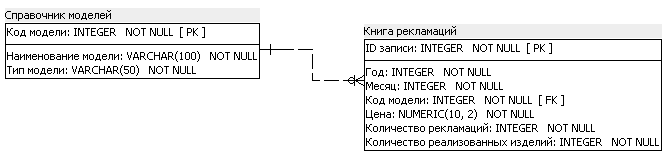 Справочник моделей
Код модели: INTEGER NOT NULL [ PK ]
Наименование модели: VARCHAR(100) NOT NULL
Тип модели: VARCHAR(50) NOT NULL
Книга рекламаций
ID записи: INTEGER NOT NULL [ PK ]
Год: INTEGER NOT NULL
Месяц: INTEGER NOT NULL
Код модели: INTEGER NOT NULL [ FK ]
Цена: NUMERIC(10, 2) NOT NULL
Количество рекламаций: INTEGER NOT NULL
Количество реализованных изделий: INTEGER NOT NULL